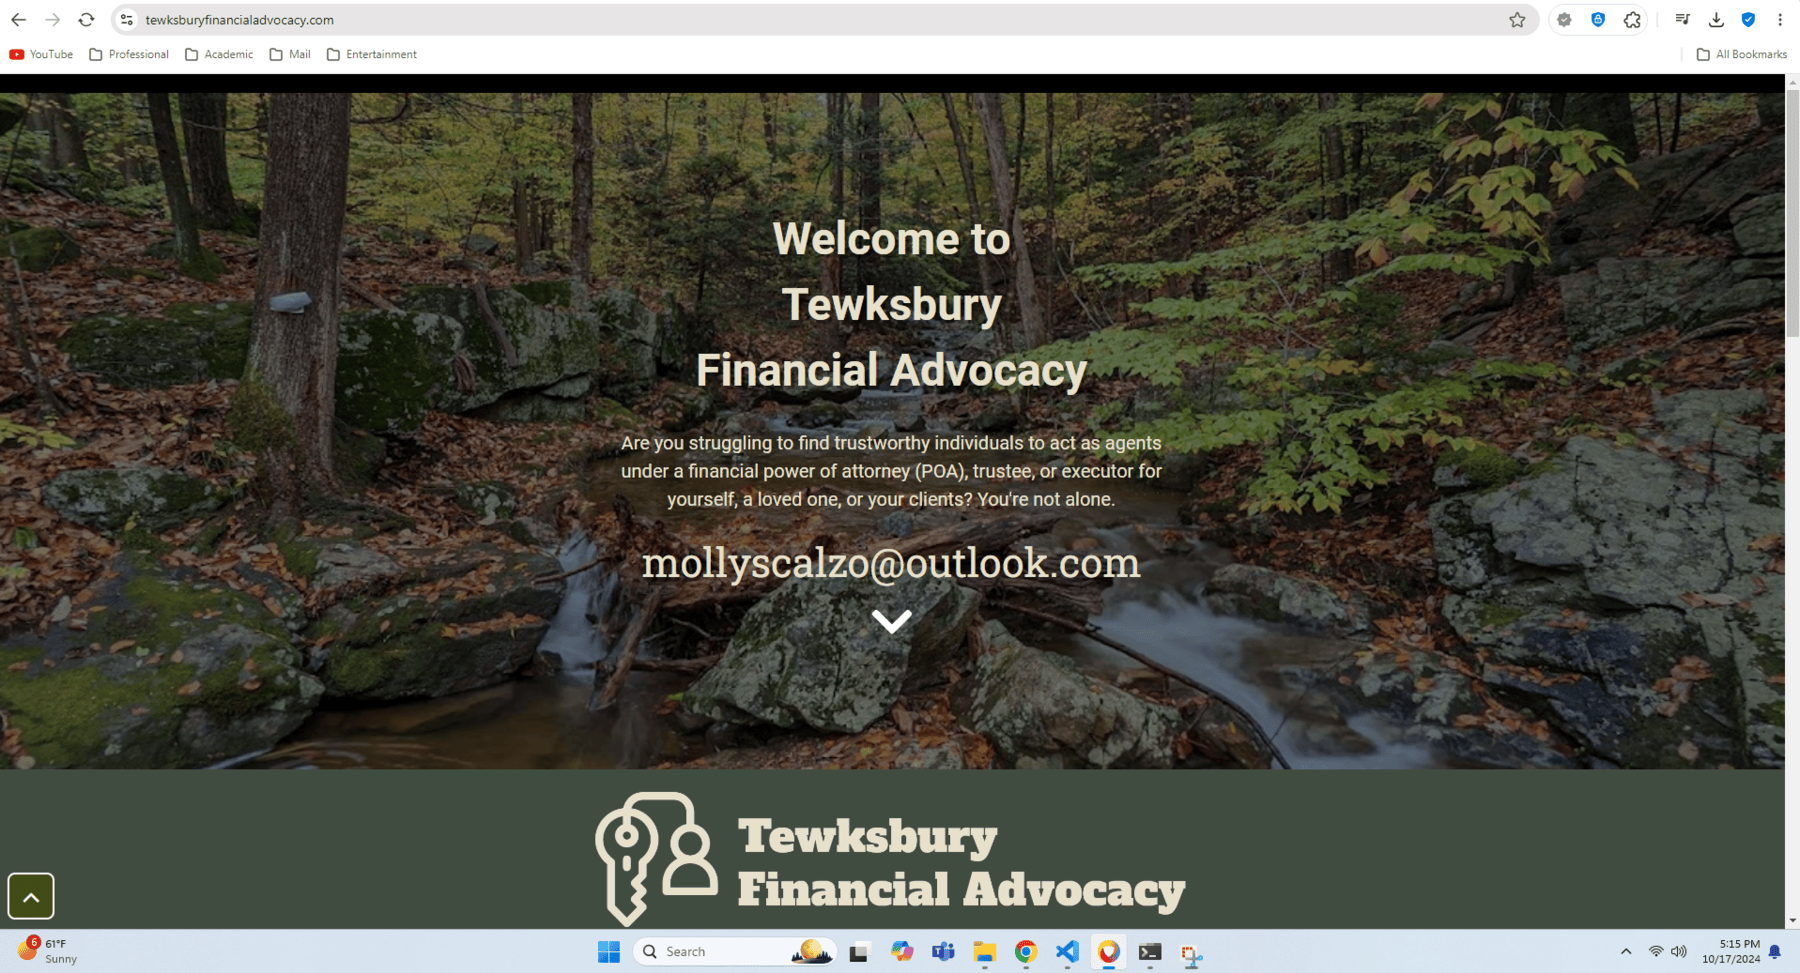 tewksburyfinancialadvocacy.com
YouTube
Professional
Academic
Mail
Entertainment
All Bookmarks
Welcome to
Tewksbury
Financial Advocacy
Are you struggling to find trustworthy individuals to act as agents
under a financial power of attorney (POA), trustee, or executor for
yourself, a loved one, or your clients? You're not alone.
mollyscalzo@outlook.com
Tewksbury
Financial Advocacy
6
61°F
Sunny
Search
5:15 PM
10/17/2024